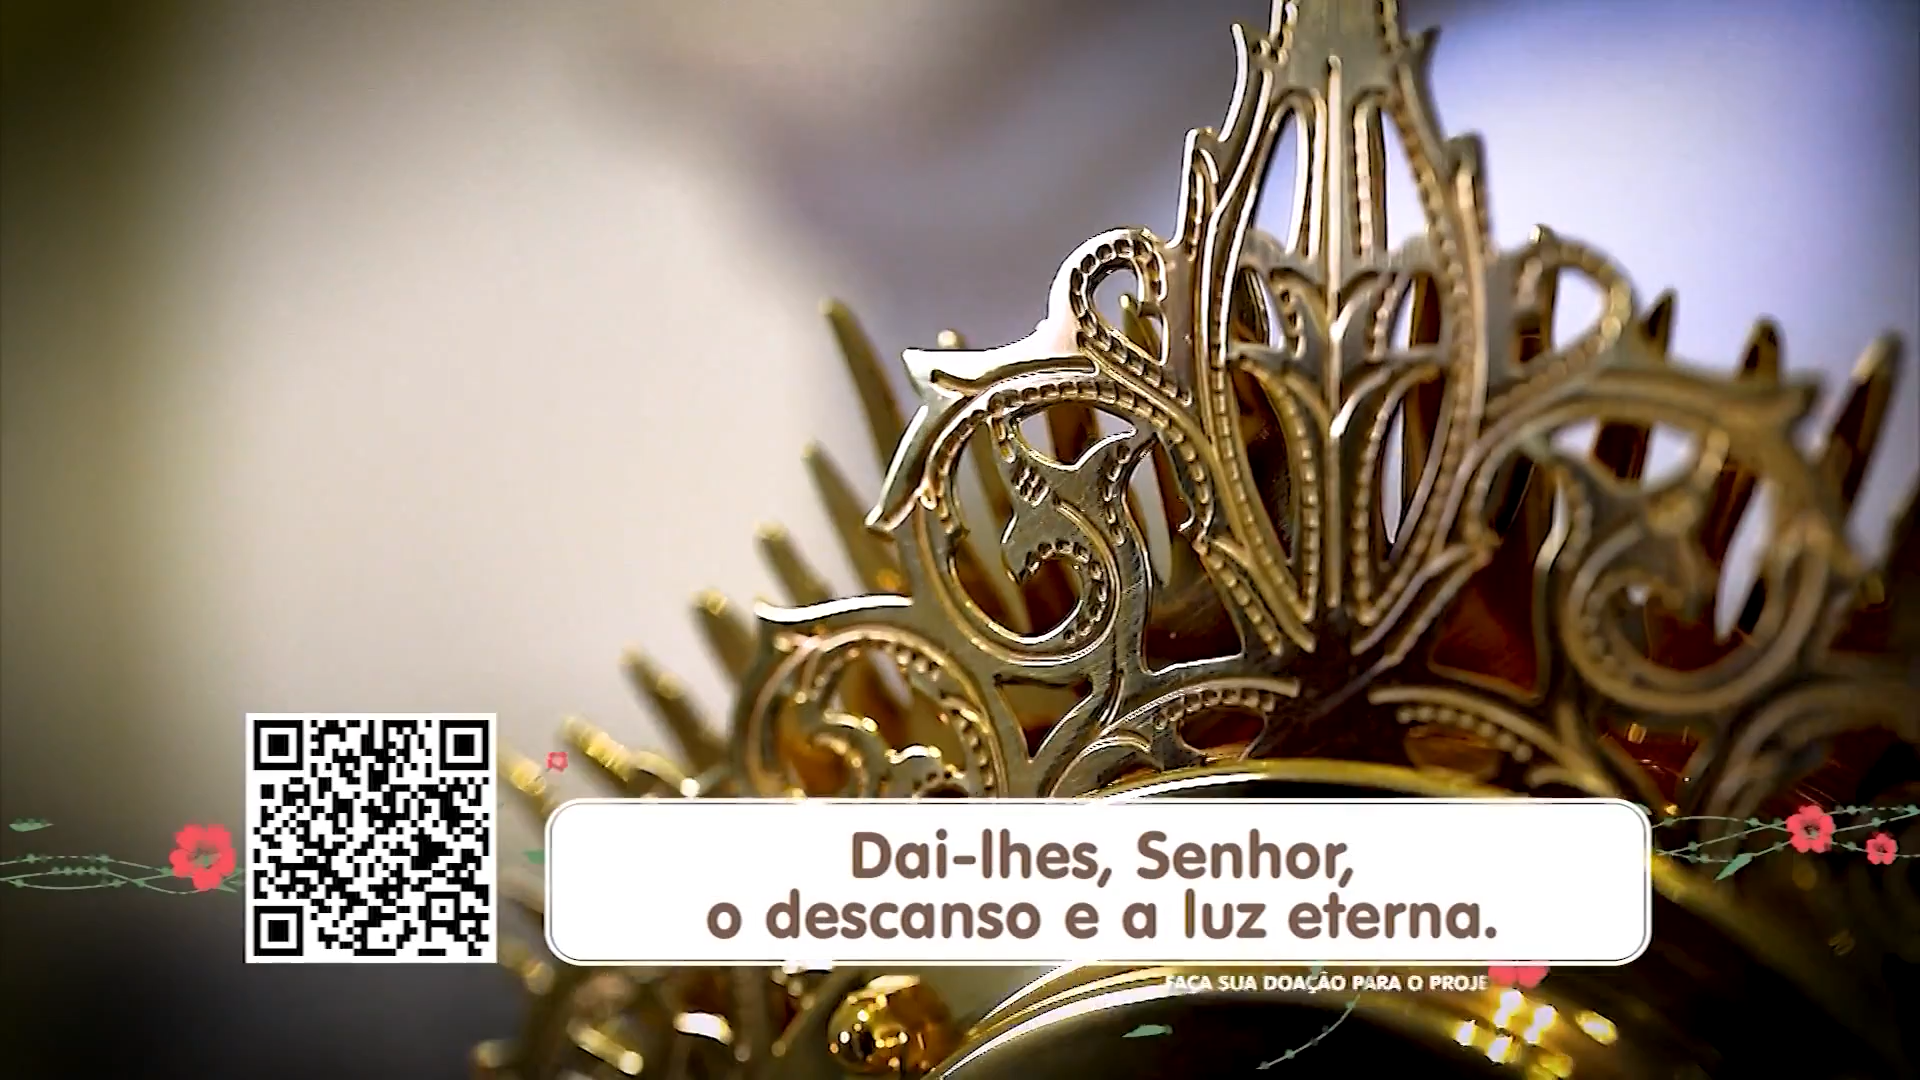 Dai-lhes, Senhor,
o descanso e a luz eterna.
FAÇA SUA DOAÇÃO PARA O PROJE